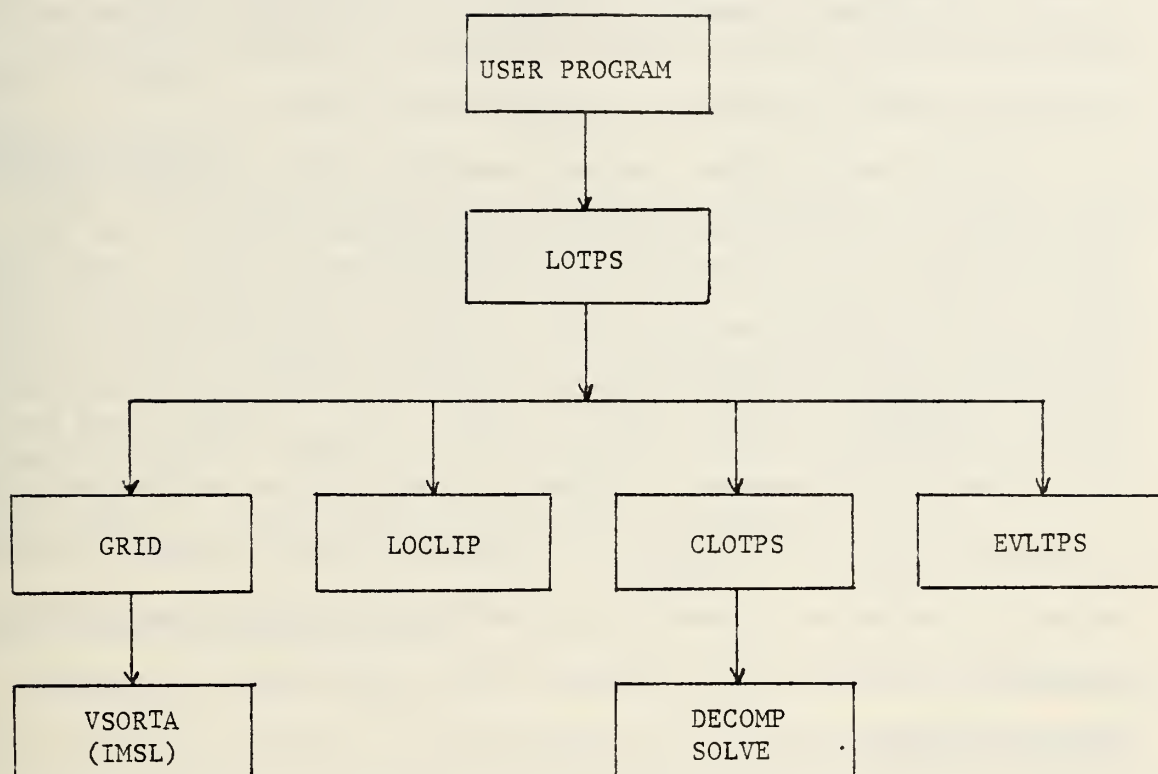 USER PROGRAM
LOTPS
GRID
LOCLIP
CLOTPS
EVLTPS
VSORTA
(IMSL)
DECOMP
SOLVE